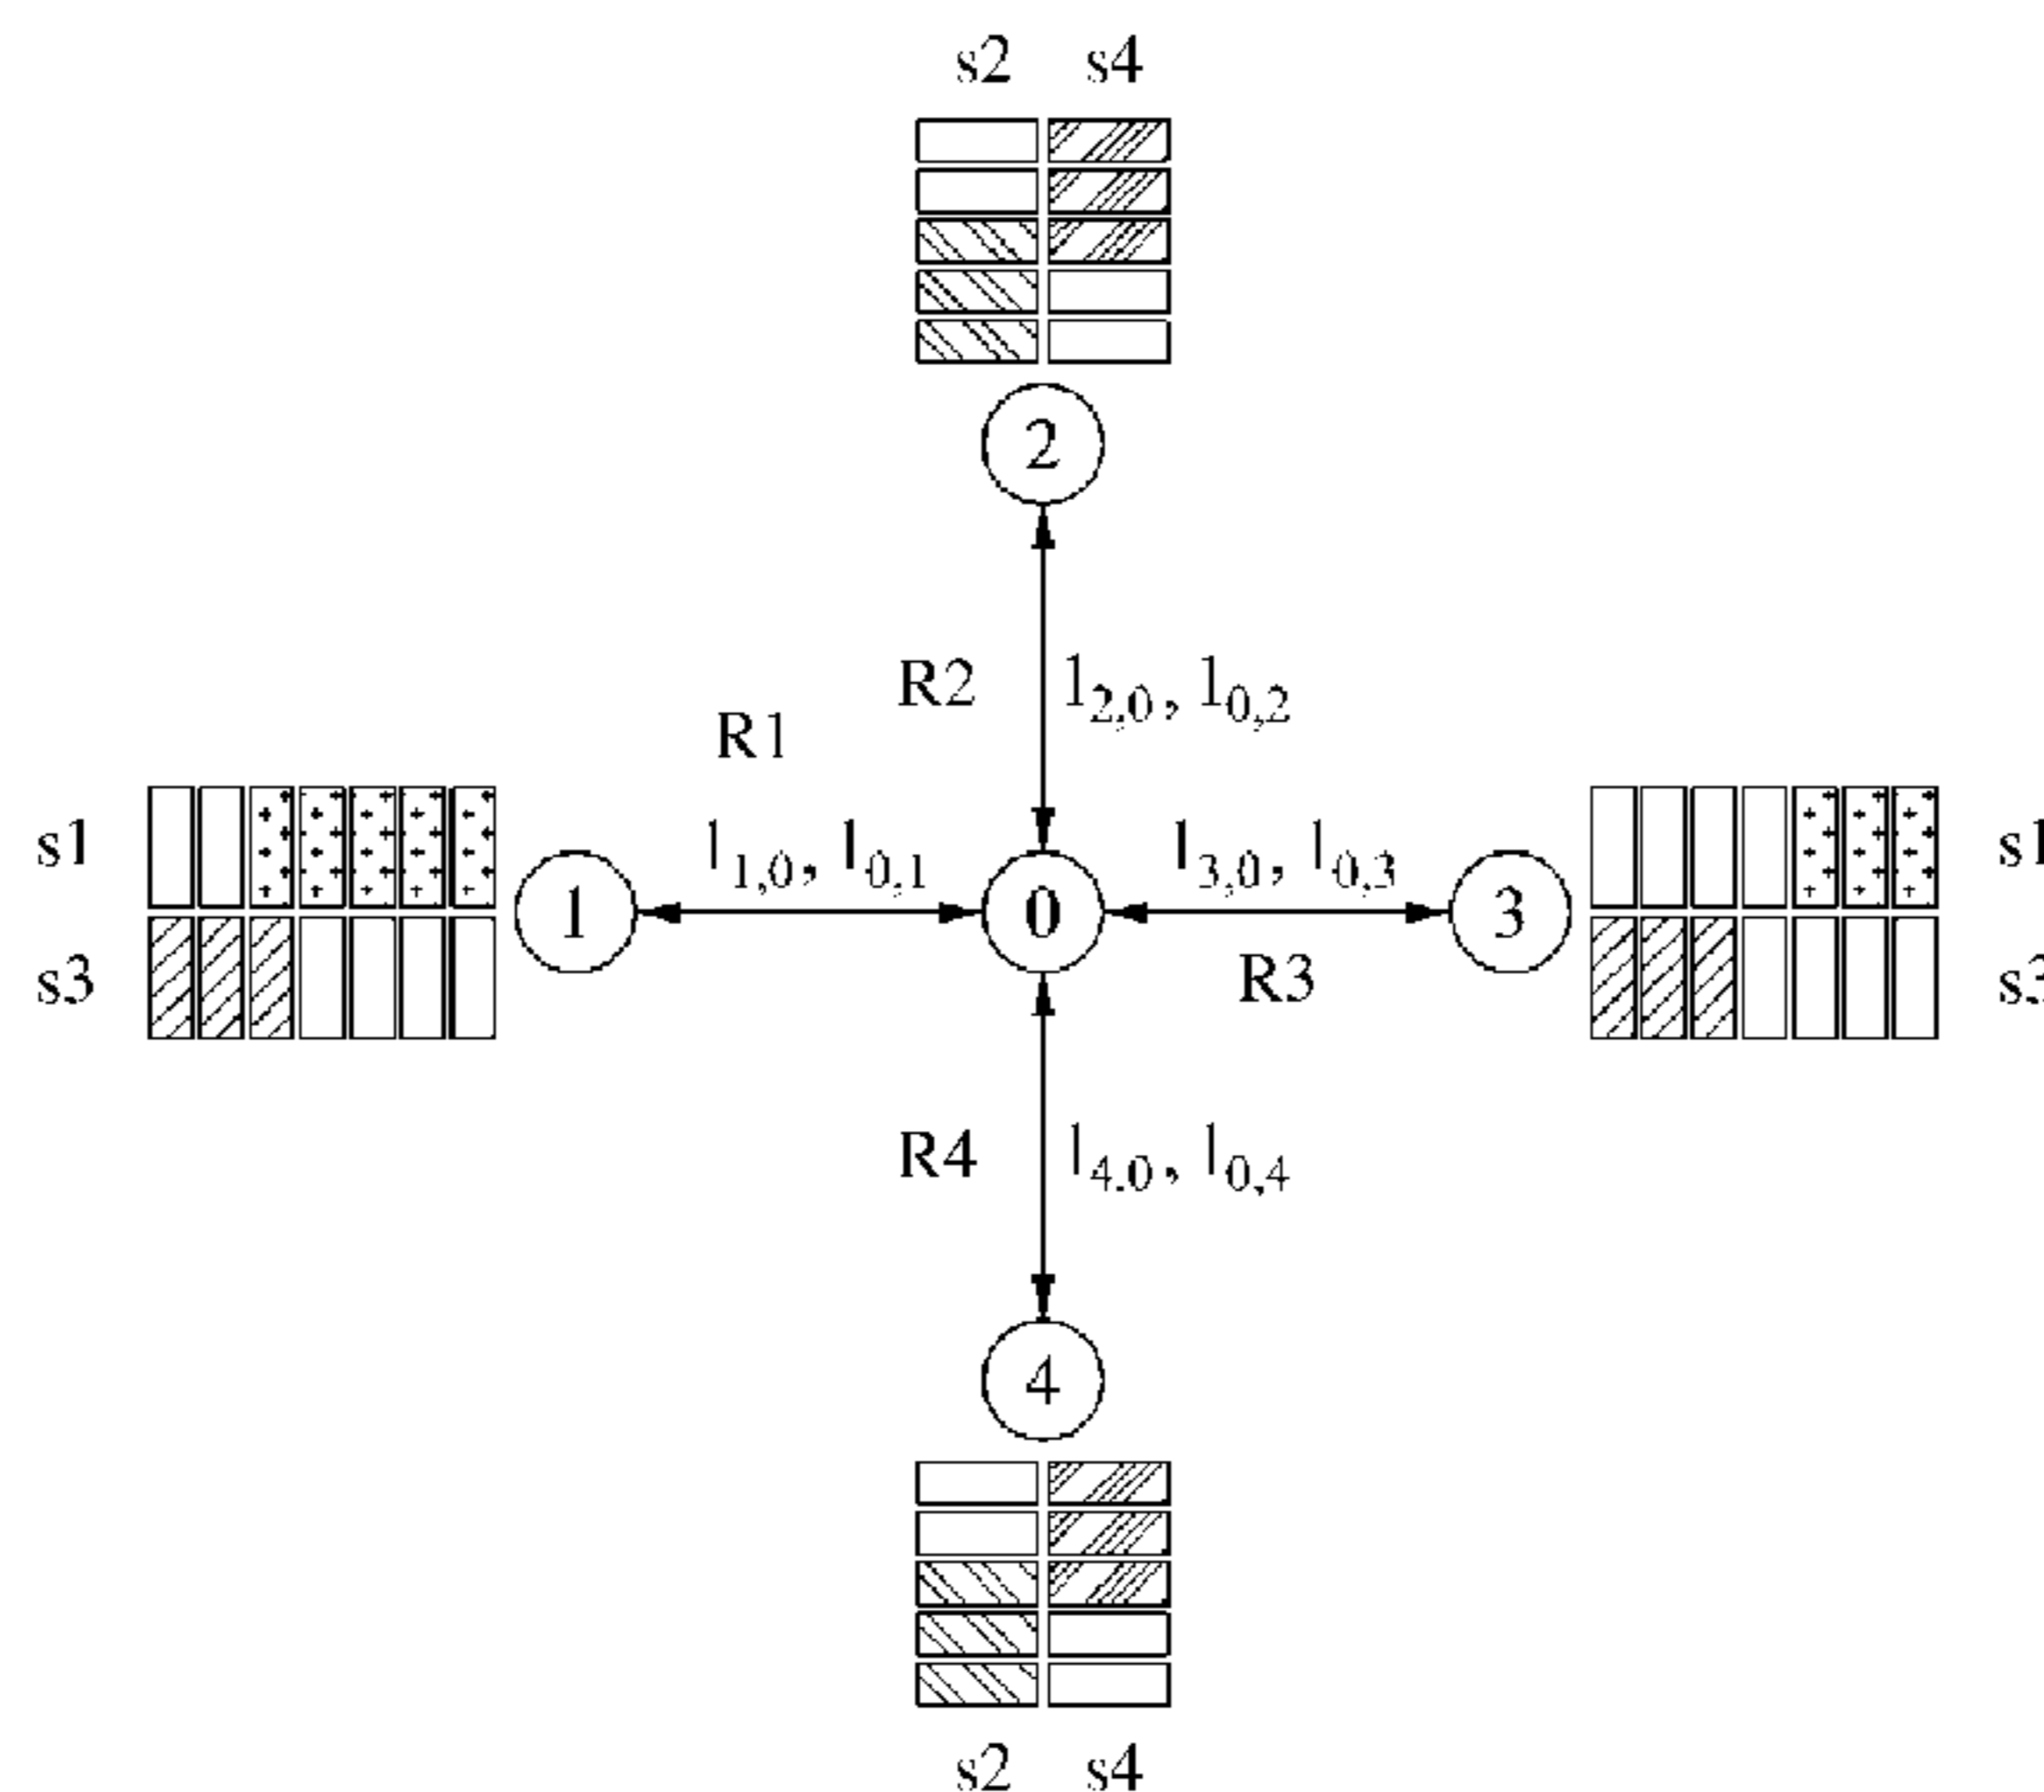 s2 s4
2
R2 l2,0, l0,2
R1
l1,0, l0,1 l3,0, l0,3
s1 s1
1 0 3
s3 R3 s3
R4 l4,0, l0,4
4
s2 s4